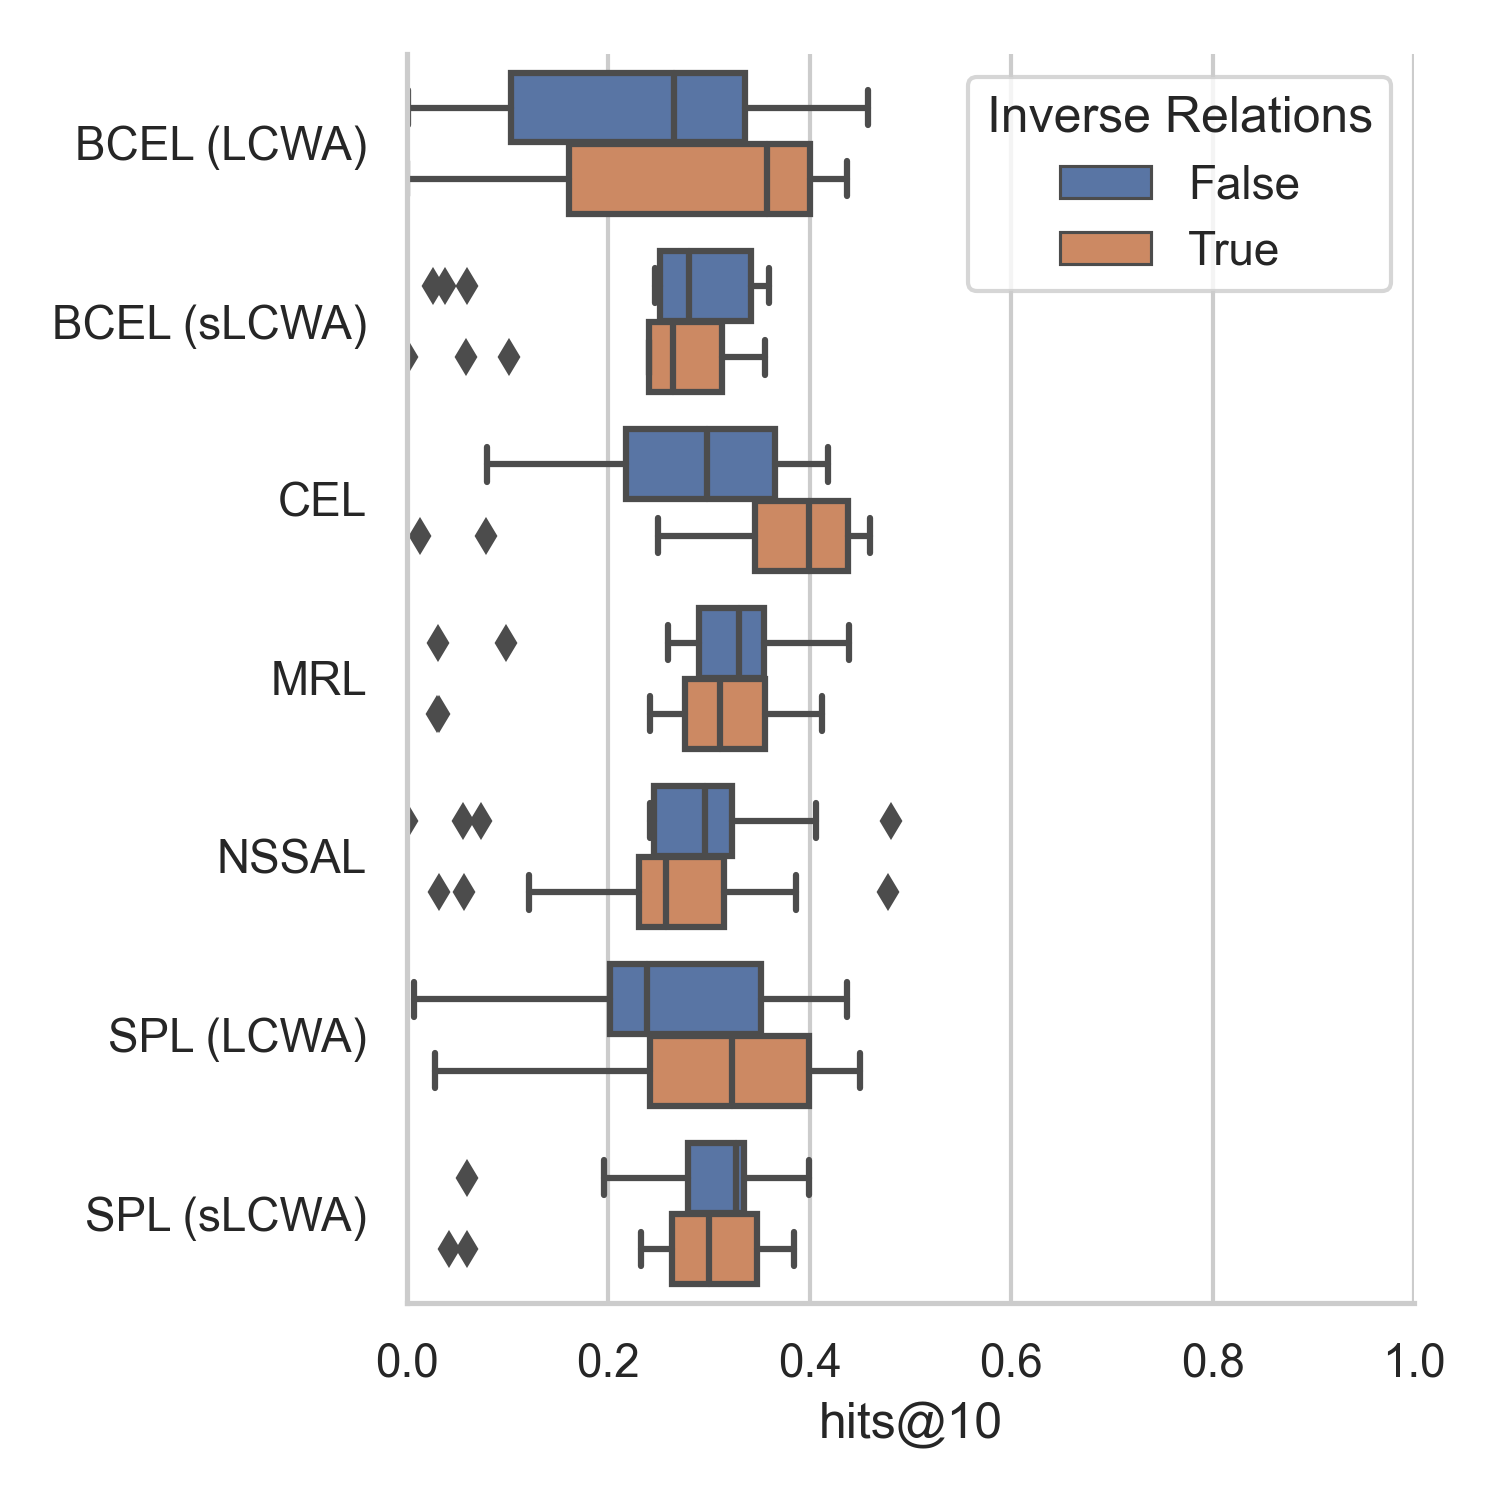 Inverse Relations
False
True
BCEL (LCWA)
BCEL (sLCWA)
CEL
MRL
NSSAL
SPL (LCWA)
SPL (sLCWA)
0.0 0.2 0.4 0.6 0.8 1.0
hits@10